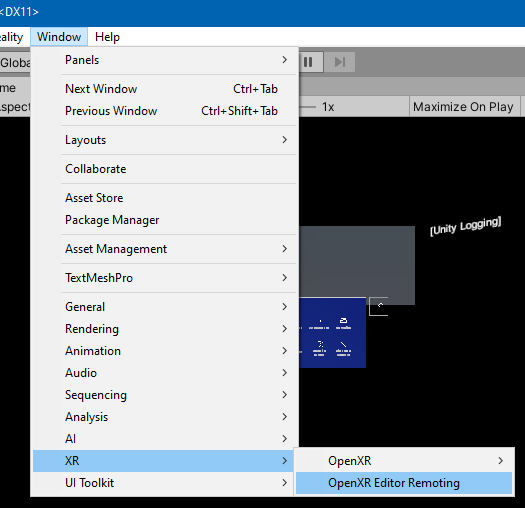 <DX11>
eality Window Help
Global
me
Aspect
1x
Maximize On Play
Panels
Next Window Ctrl+Tab
Previous Window Ctrl+Shift+Tab
Layouts
Collaborate
Asset Store
Package Manager
Asset Management
TextMeshPro
General
Rendering
Animation
Audio
Sequencing
Analysis
AI
XR
UI Toolkit
OpenXR
OpenXR Editor Remoting
[Unity Logging]